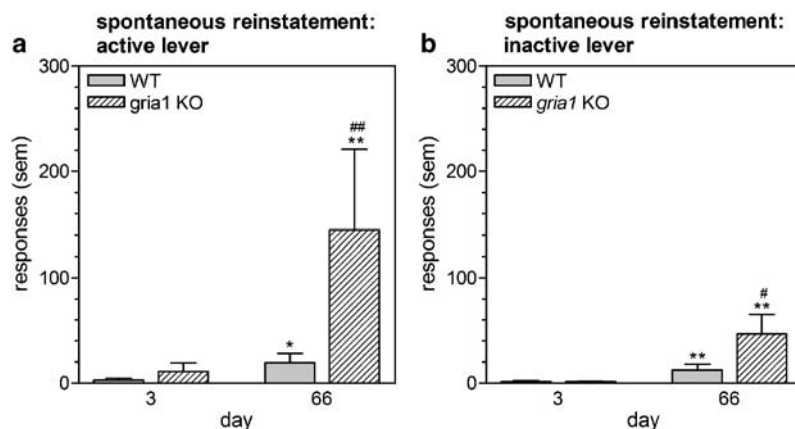 spontaneous reinstatement:
active lever
a
300
200
100
0
responses (sem)
WT
gria1 KO
*
##
**
3
66
day
spontaneous reinstatement:
inactive lever
b
300
200
100
0
responses (sem)
WT
gria1 KO
**
#
**
3
66
day